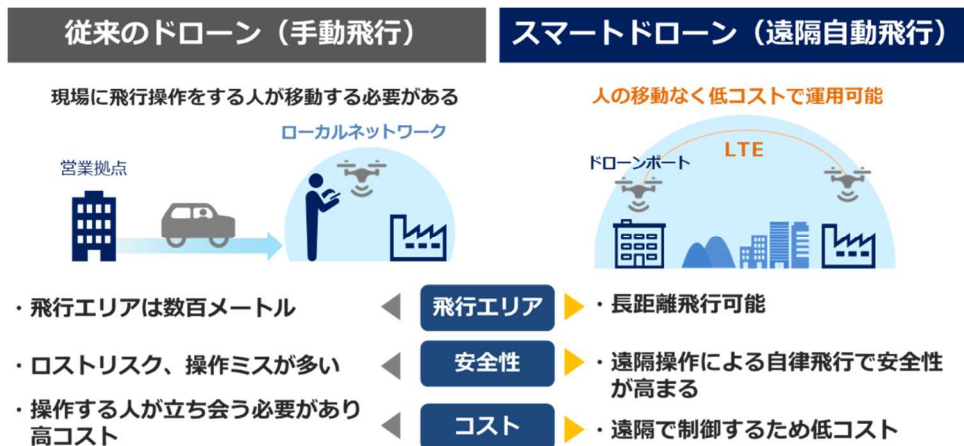 従来のドローン（手動飛行）
スマートドローン（遠隔自動飛行）
現場に飛行操作をする人が移動する必要がある
人の移動なく低コストで運用可能
ローカルネットワーク
営業拠点
LTE
ドローンポート
・飛行エリアは数百メートル
飛行エリア
・長距離飛行可能
・ロストリスク、操作ミスが多い
安全性
・遠隔操作による自律飛行で安全性
が高まる
・操作する人が立ち会う必要があり
高コスト
コスト
・遠隔で制御するため低コスト